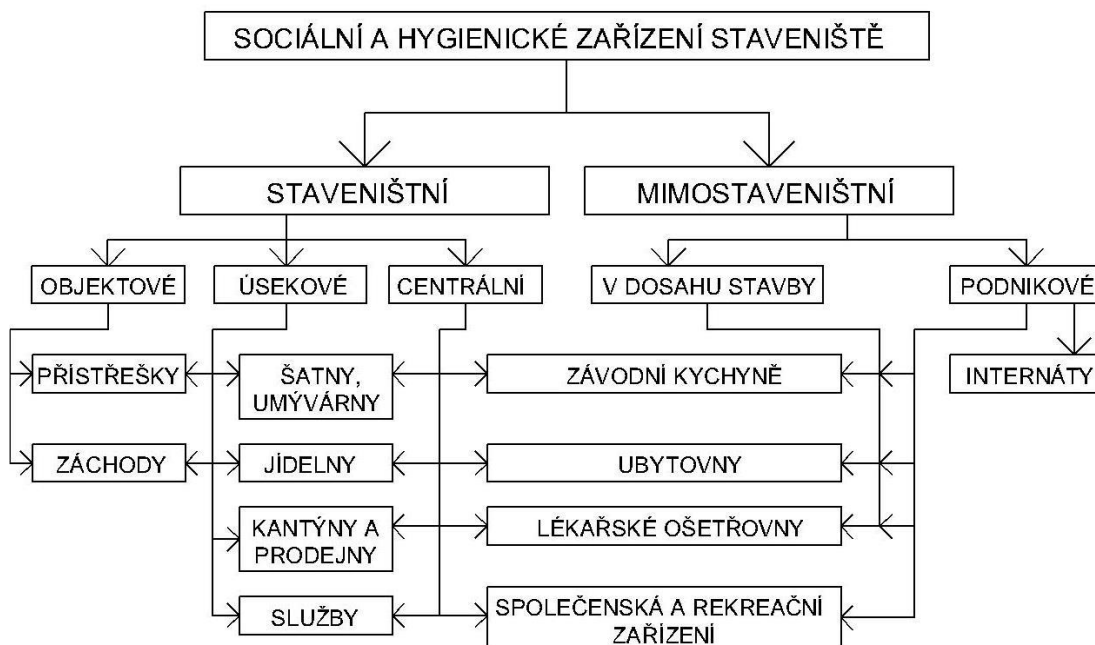 SOCIÁLNÍ A HYGIENICKÉ ZAŘÍZENÍ STAVENIŠTĚ
STAVENIŠTNÍ
MIMOSTAVENIŠTNÍ
OBJEKTOVÉ
ÚSEKOVÉ
CENTRÁLNÍ
V DOSAHU STAVBY
PODNIKOVÉ
PŘÍSTŘEŠKY
ŠATNY,
UMÝVÁRNY
ZÁVODNÍ KYCHYNĚ
INTERNÁTY
ZÁCHODY
JÍDELNY
UBYTOVNY
KANTÝNY A
PRODEJNY
LÉKAŘSKÉ OŠETŘOVNY
SLUŽBY
SPOLEČENSKÁ A REKREAČNÍ
ZAŘÍZENÍ